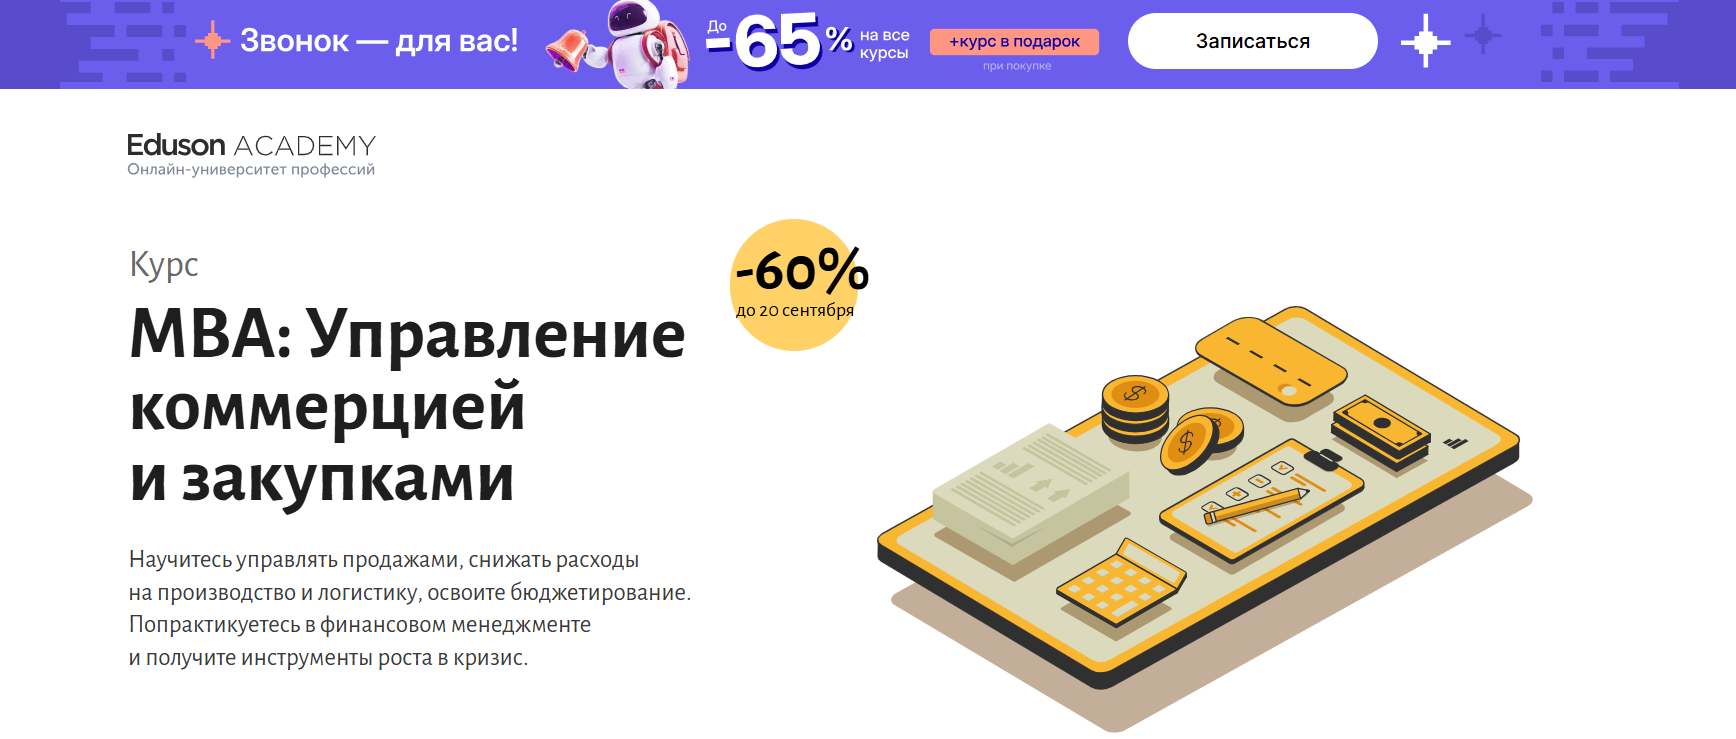 Звонок — для вас!
До
-65%
на все
курсы
+курс в подарок
при покупке
Записаться
Eduson ACADEMY
Онлайн-университет профессий
Курс
МВА: Управление
коммерцией
и закупками
-60%
до 20 сентября
Научитесь управлять продажами, снижать расходы
на производство и логистику, освоите бюджетирование.
Попрактикуетесь в финансовом менеджменте
и получите инструменты роста в кризис.